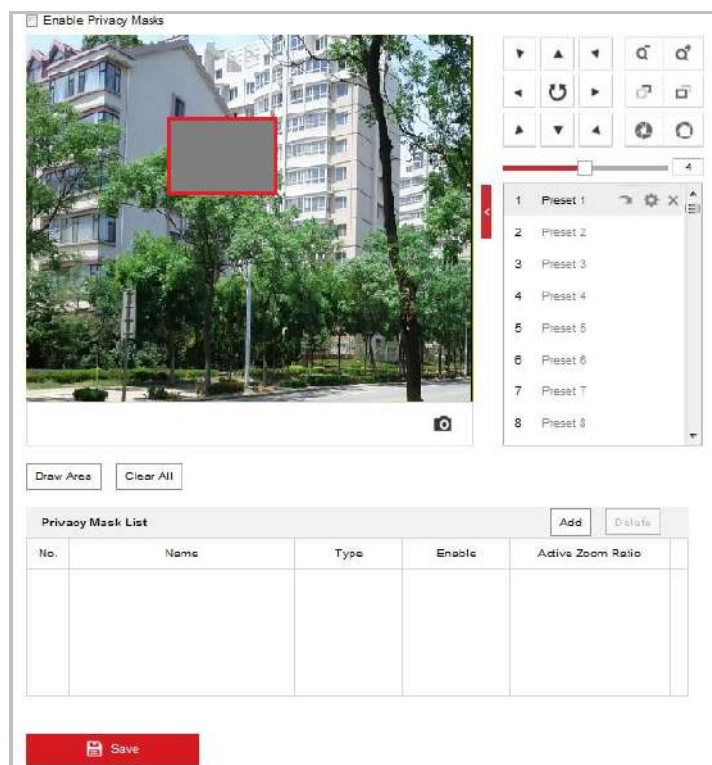 Enable Privacy Masks
4
1 Preset 1
2 Preset 2
3 Preset 3
4 Preset 4
5 Preset 5
6 Preset 6
7 Preset 7
8 Preset 8
Draw Area Clear All
Privacy Mask List Add Delete
No. Name Type Enable Active Zoom Ratio
Save